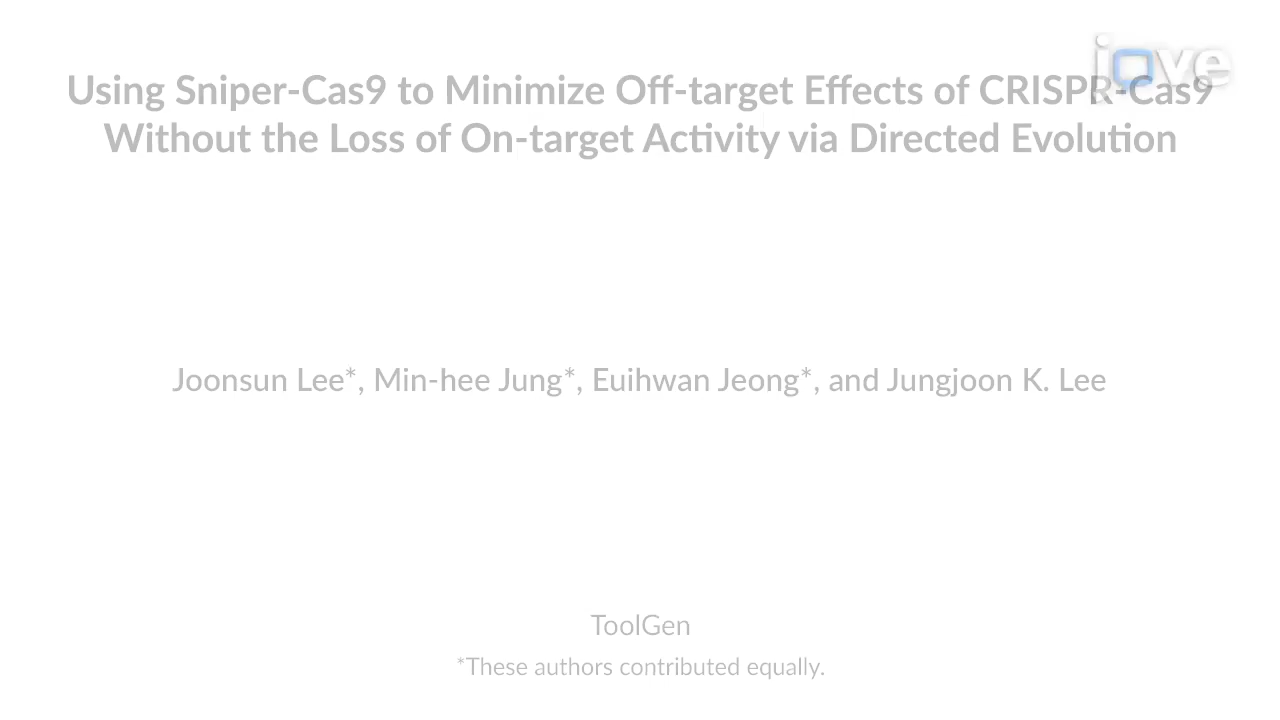 jove
Using Sniper-Cas9 to Minimize Off-target Effects of CRISPR-Cas9
Without the Loss of On-target Activity via Directed Evolution
Joonsun Lee*, Min-hee Jung*, Euihwan Jeong*, and Jungjoon K. Lee
ToolGen
*These authors contributed equally.